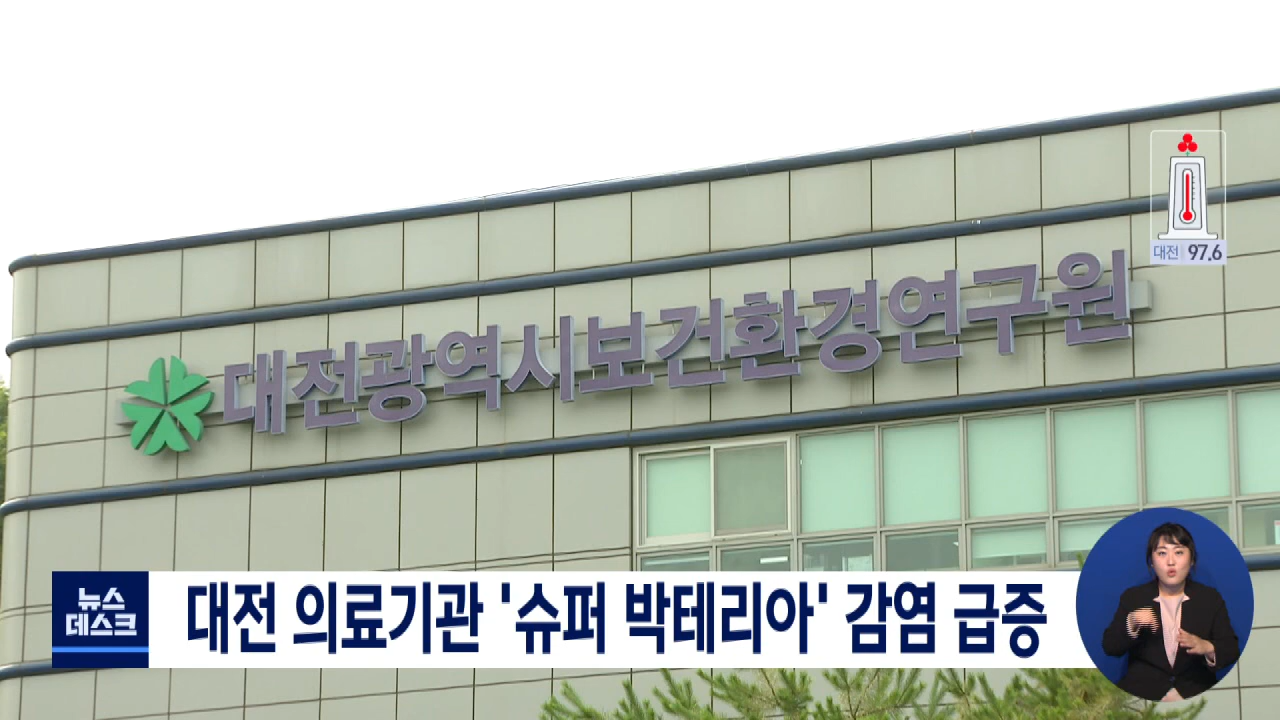 대전 97.6
대전광역시보건환경연구원
뉴스
데스크
대전 의료기관 '슈퍼 박테리아' 감염 급증